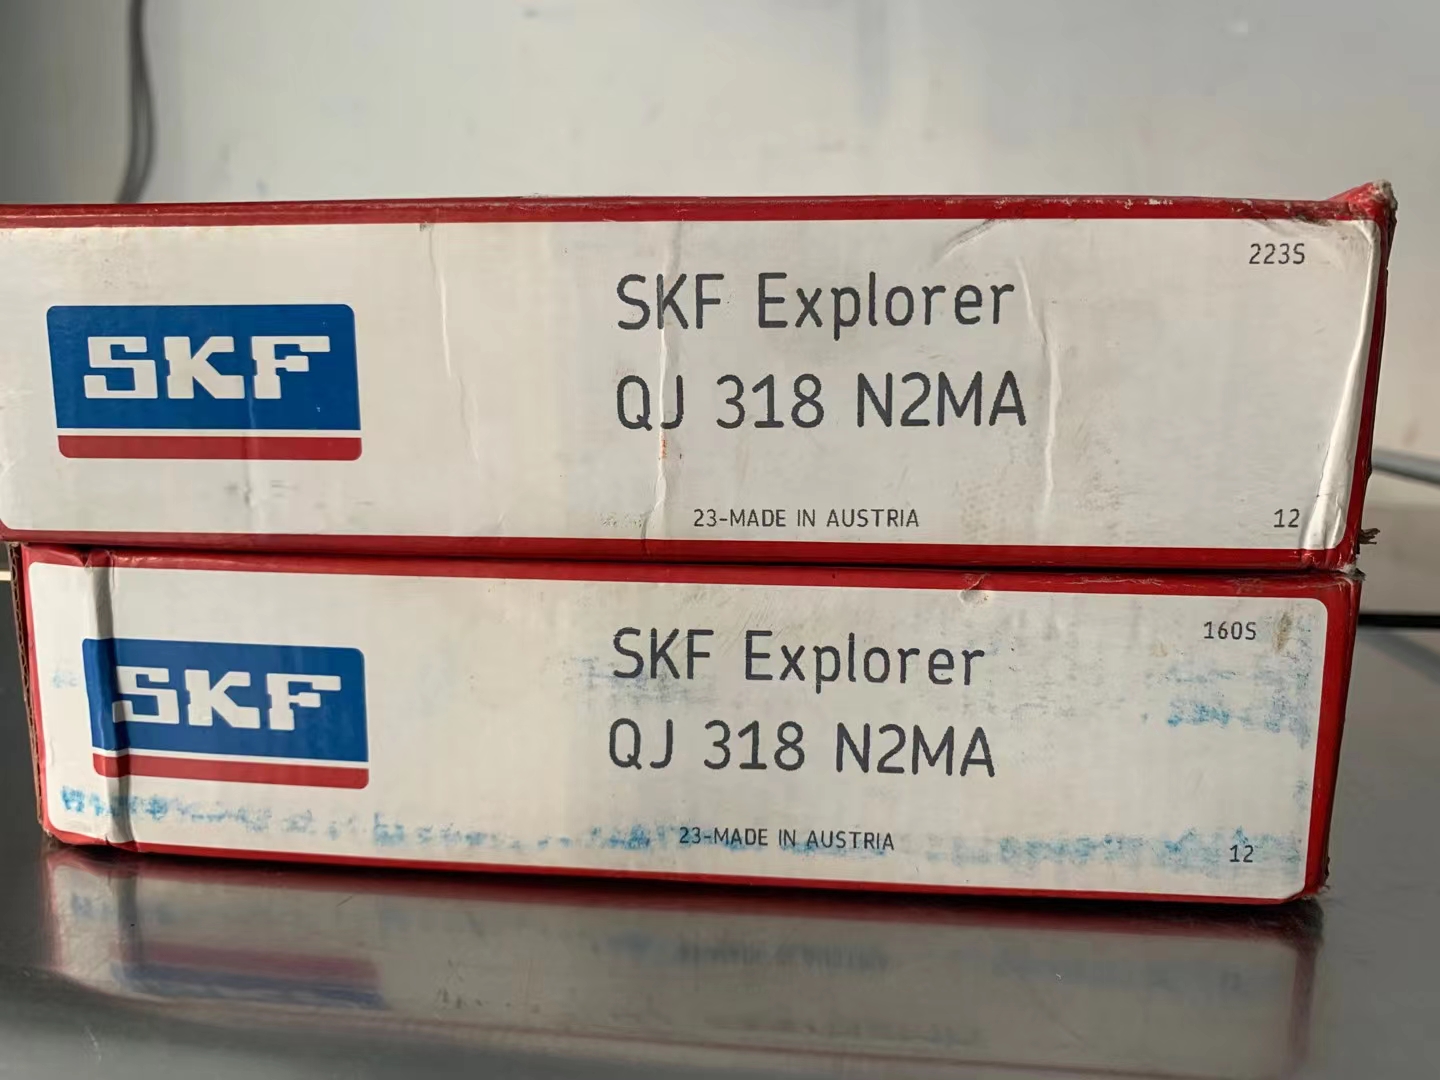 223S
SKF
SKF Explorer
QJ 318 N2MA
23-MADE IN AUSTRIA
12
160S
SKF
SKF Explorer
QJ 318 N2MA
23-MADE IN AUSTRIA
12